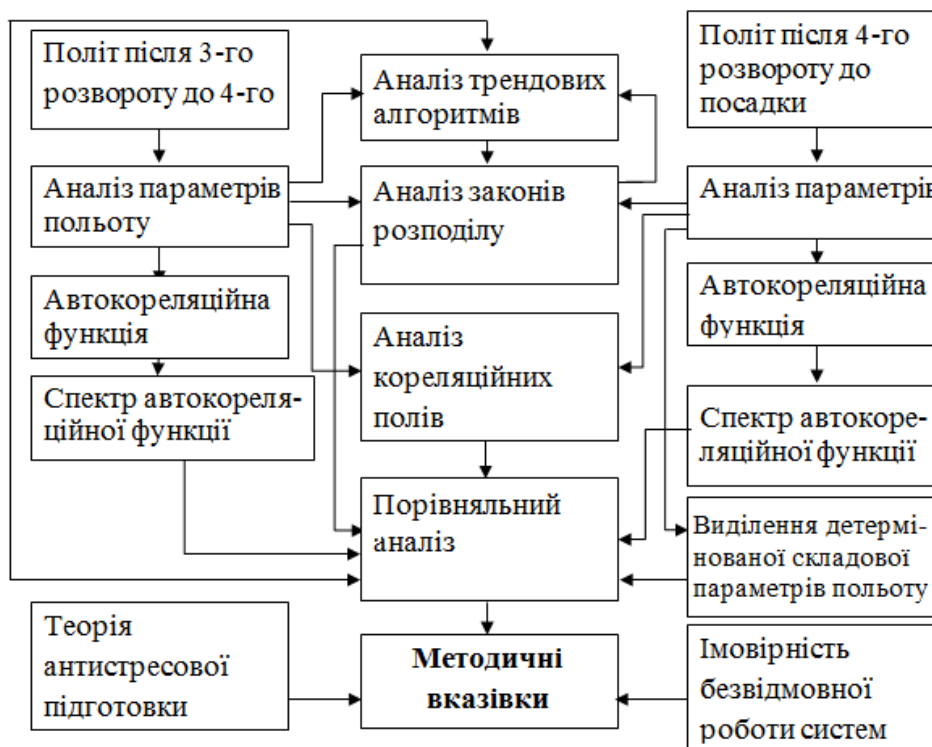 Політ після 3-го
розвороту до 4-го
Аналіз параметрів
польоту
Автокореляційна
функція
Спектр автокореля-
ційної функції
Теорія
антистресової
підготовки
Аналіз трендових
алгоритмів
Аналіз законів
розподілу
Аналіз
кореляційних
полів
Порівняльний
аналіз
Методичні
вказівки
Політ після 4-го
розвороту до
посадки
Аналіз параметрів
Автокореляційна
функція
Спектр автокоре-
ляційної функції
Виділення детермі-
нованої складової
параметрів польоту
Імовірність
безвідмовної
роботи систем